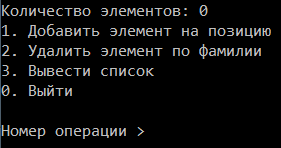 Количество элементов: 0
1. Добавить элемент на позицию
2. Удалить элемент по фамилии
3. Вывести список
0. Выйти
Номер операции >